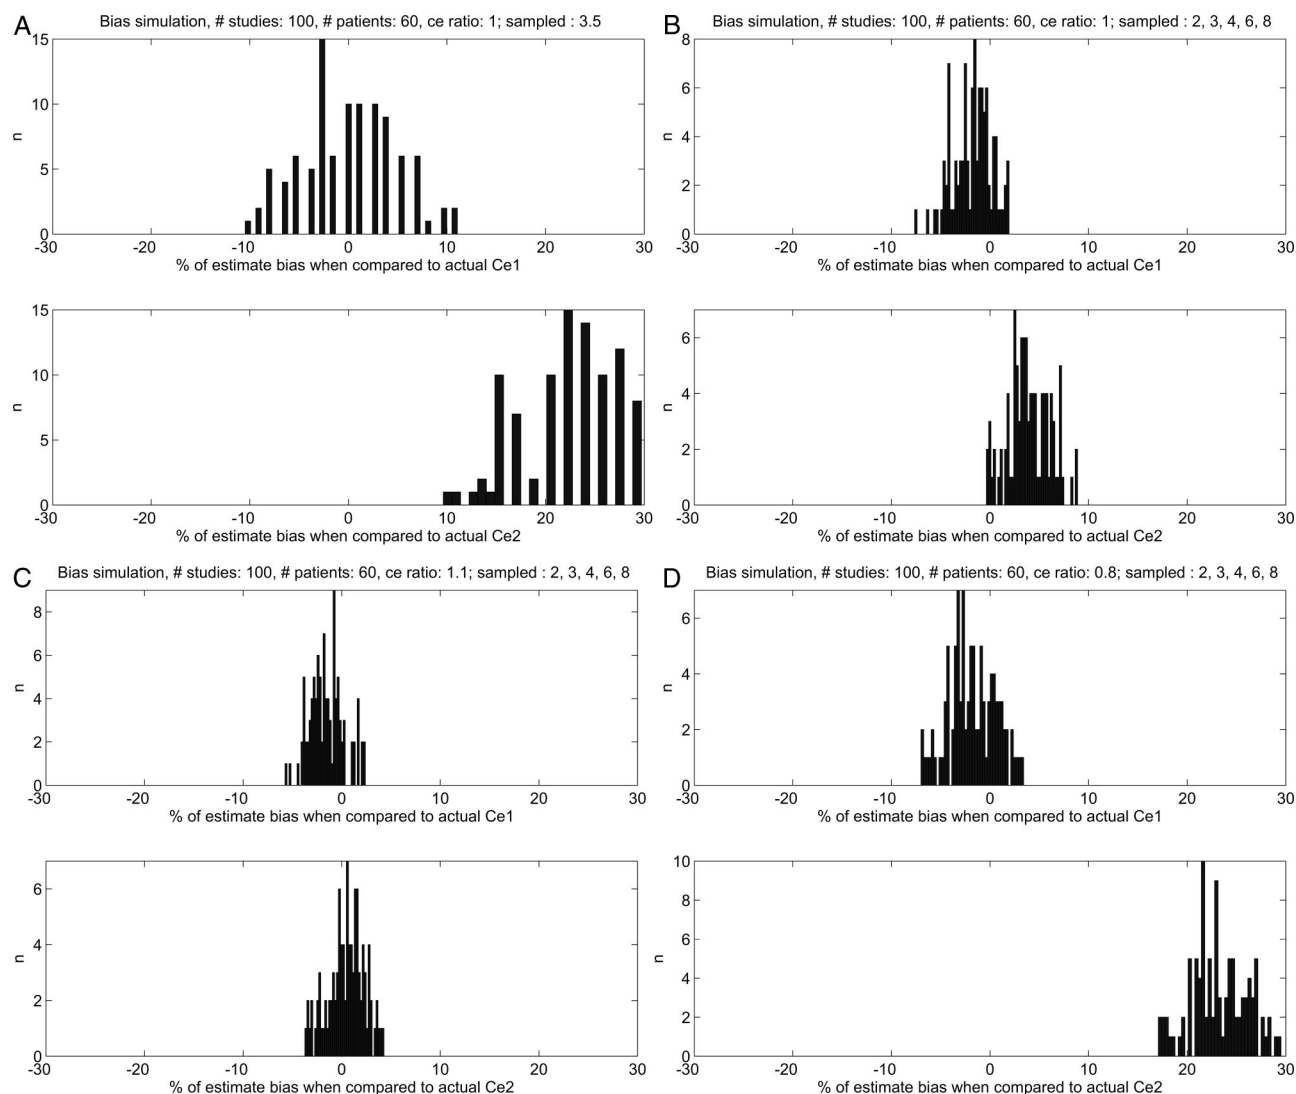 A
Bias simulation, # studies: 100, # patients: 60, ce ratio: 1; sampled : 3.5
15
10
5
0
n
-30 -20 -10 0 10 20 30
% of estimate bias when compared to actual Ce1
15
10
5
0
n
-30 -20 -10 0 10 20 30
% of estimate bias when compared to actual Ce2
B
Bias simulation, # studies: 100, # patients: 60, ce ratio: 1; sampled : 2, 3, 4, 6, 8
8
6
4
2
0
n
-30 -20 -10 0 10 20 30
% of estimate bias when compared to actual Ce1
6
4
2
0
n
-30 -20 -10 0 10 20 30
% of estimate bias when compared to actual Ce2
C
Bias simulation, # studies: 100, # patients: 60, ce ratio: 1.1; sampled : 2, 3, 4, 6, 8
8
6
4
2
0
n
-30 -20 -10 0 10 20 30
% of estimate bias when compared to actual Ce1
6
4
2
0
n
-30 -20 -10 0 10 20 30
% of estimate bias when compared to actual Ce2
D
Bias simulation, # studies: 100, # patients: 60, ce ratio: 0.8; sampled : 2, 3, 4, 6, 8
6
4
2
0
n
-30 -20 -10 0 10 20 30
% of estimate bias when compared to actual Ce1
10
8
6
4
2
0
n
-30 -20 -10 0 10 20 30
% of estimate bias when compared to actual Ce2